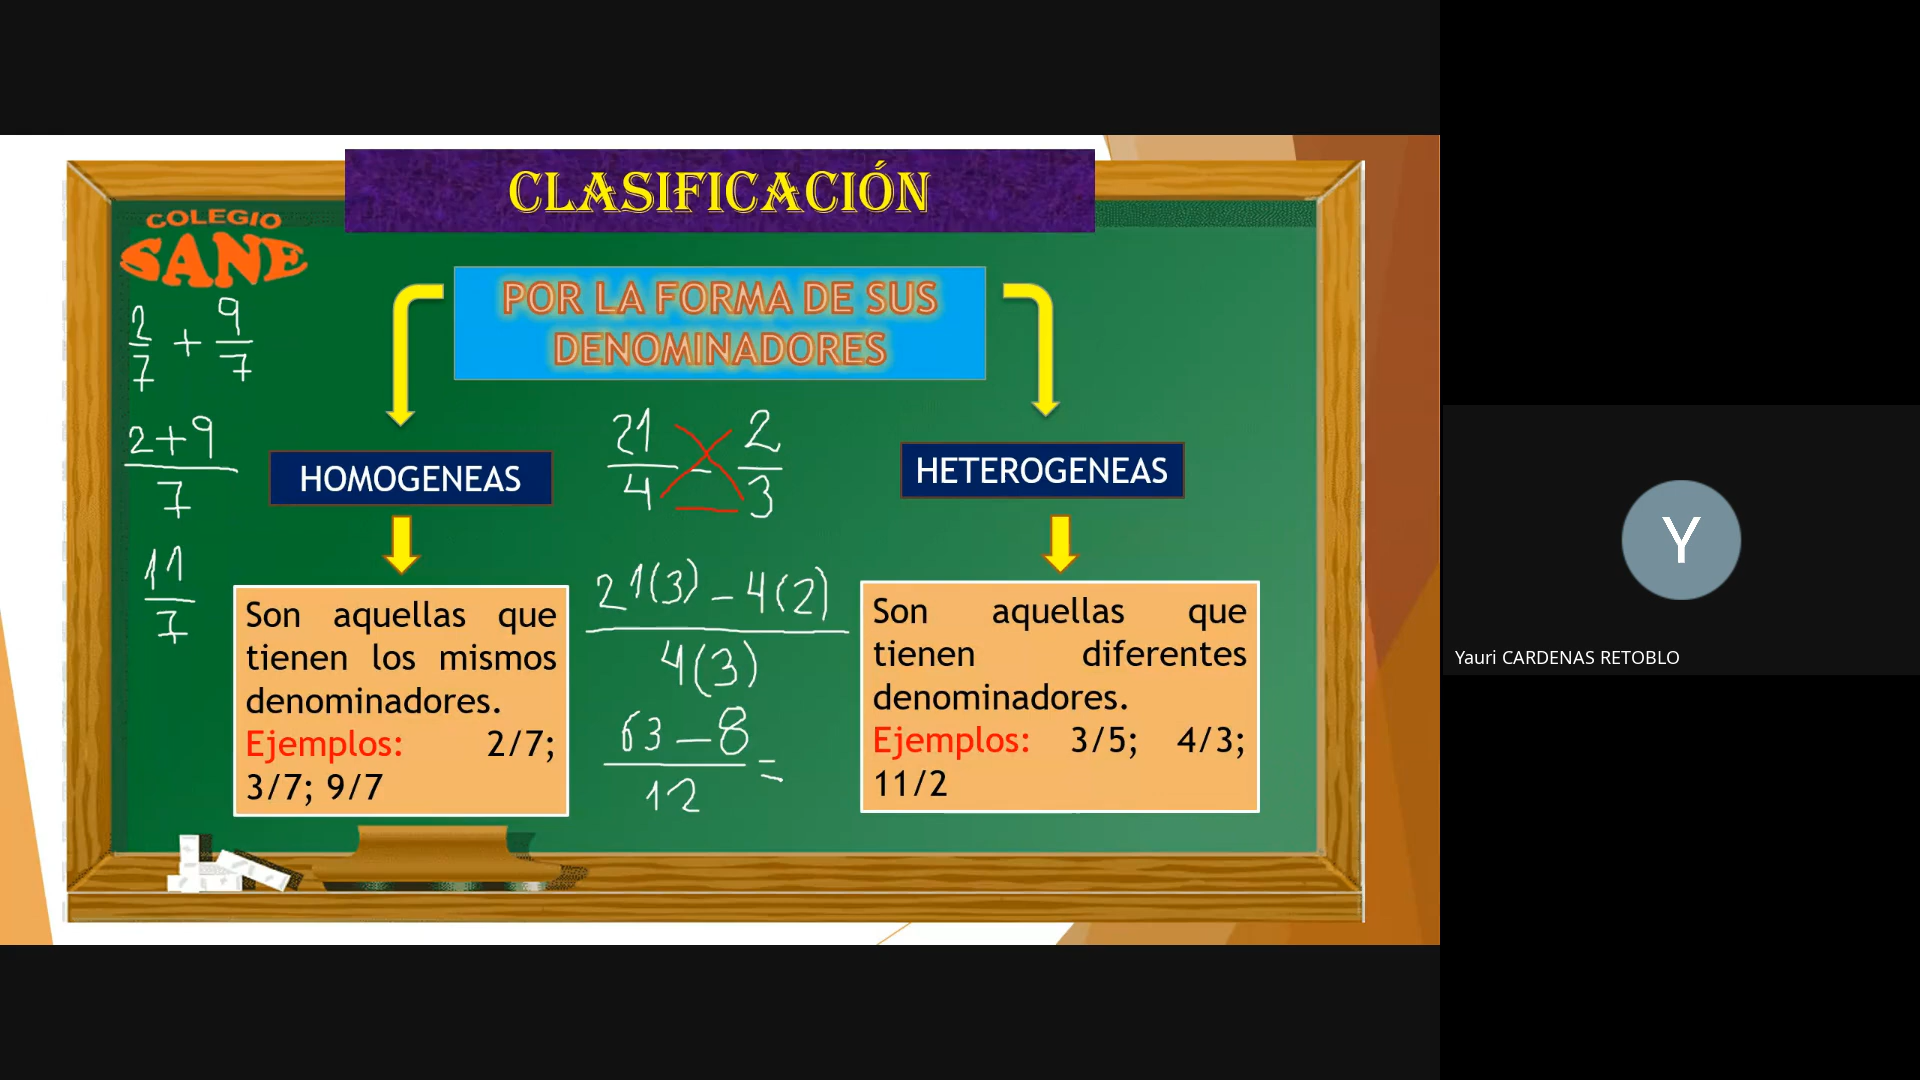 CLASIFICACIÓN
COLEGIO
SANE
POR LA FORMA DE SUS
DENOMINADORES
2/7 + 9/7
2+9/7
11/7
HOMOGENEAS
Son aquellas que
tienen los mismos
denominadores.
Ejemplos: 2/7;
3/7; 9/7
21/4 - 2/3
21(3) - 4(2)
4(3)
63 - 8
12
=
HETEROGENEAS
Son aquellas que
tienen diferentes
denominadores.
Ejemplos: 3/5; 4/3;
11/2
Y
Yauri CARDENAS RETOBLO